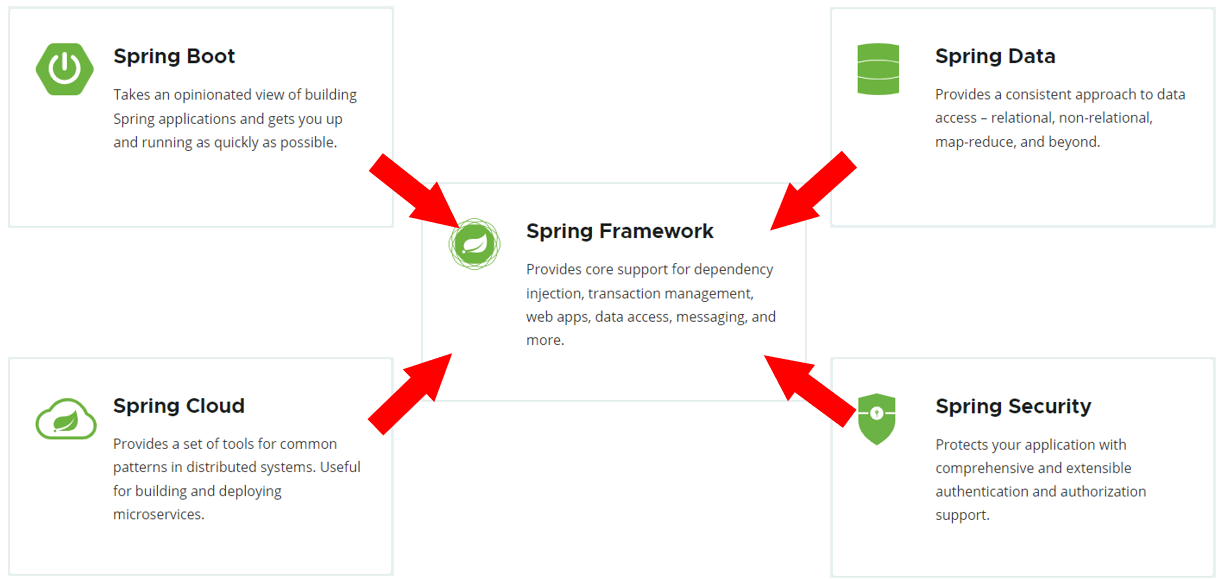 Spring Boot
Takes an opinionated view of building
Spring applications and gets you up
and running as quickly as possible.
Spring Data
Provides a consistent approach to data
access – relational, non-relational,
map-reduce, and beyond.
Spring Framework
Provides core support for dependency
injection, transaction management,
web apps, data access, messaging, and
more.
Spring Cloud
Provides a set of tools for common
patterns in distributed systems. Useful
for building and deploying
microservices.
Spring Security
Protects your application with
comprehensive and extensible
authentication and authorization
support.